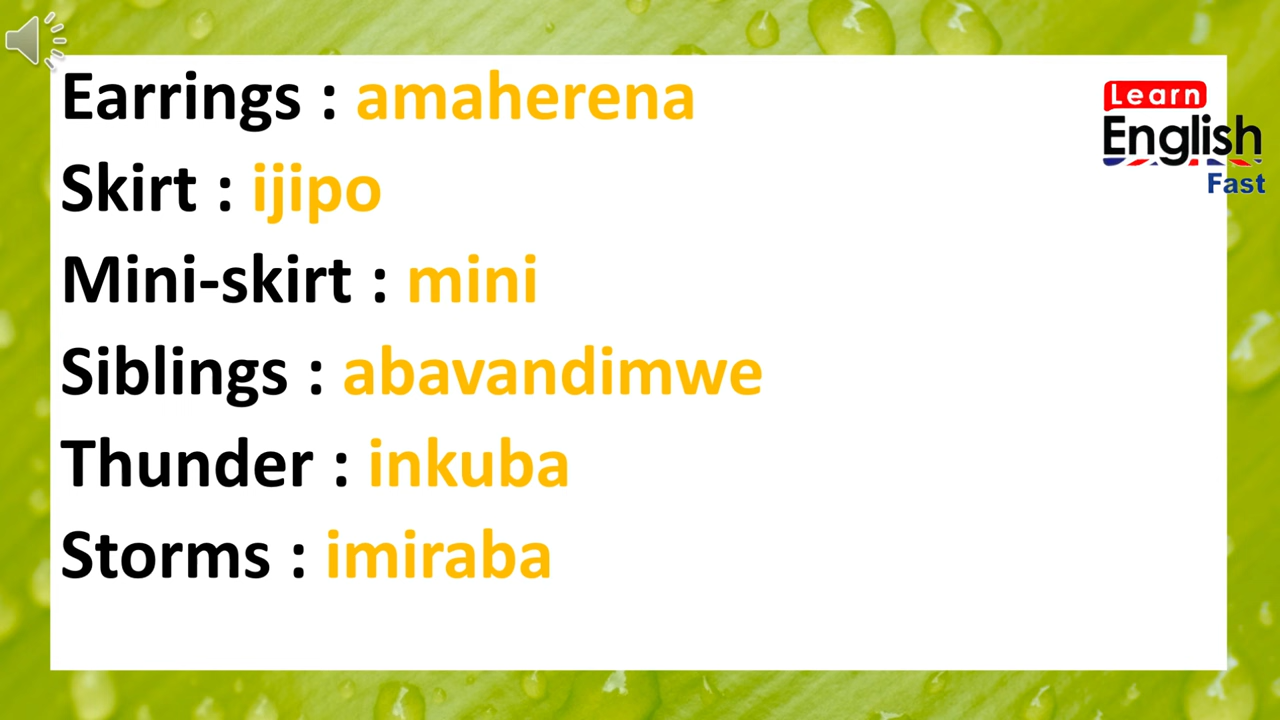 Earrings : amaherena
Skirt : ijipo
Mini-skirt : mini
Siblings : abavandimwe
Thunder : inkuba
Storms : imiraba
Learn
English
Fast